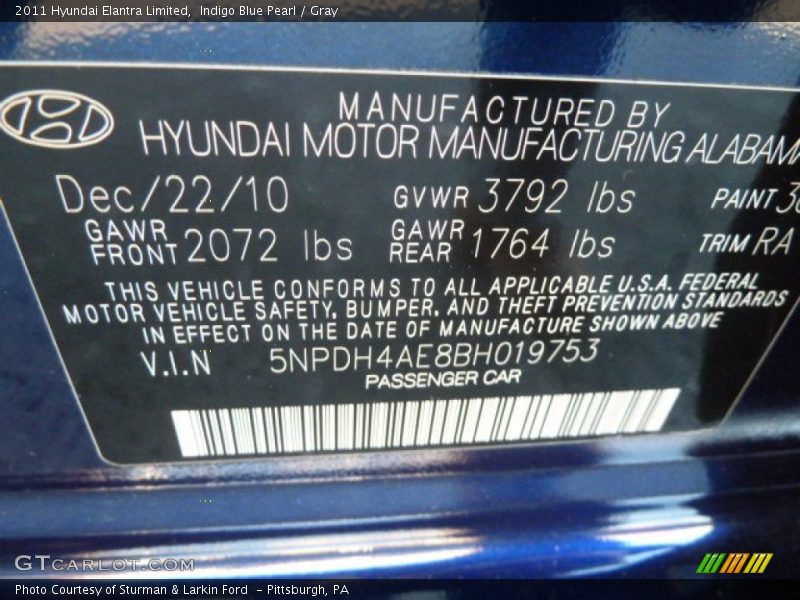 2011 Hyundai Elantra Limited, Indigo Blue Pearl / Gray
MANUFACTURED BY
HYUNDAI MOTOR MANUFACTURING ALABAMA
Dec/22/10 GVWR 3792 lbs PAINT
GAWR FRONT 2072 lbs GAWR REAR 1764 lbs TRIM RA
THIS VEHICLE CONFORMS TO ALL APPLICABLE U.S.A. FEDERAL
MOTOR VEHICLE SAFETY, BUMPER, AND THEFT PREVENTION STANDARDS
IN EFFECT ON THE DATE OF MANUFACTURE SHOWN ABOVE
V.I.N 5NPDH4AE8BH019753
PASSENGER CAR
GTCARLOT.COM
Photo Courtesy of Sturman & Larkin Ford - Pittsburgh, PA